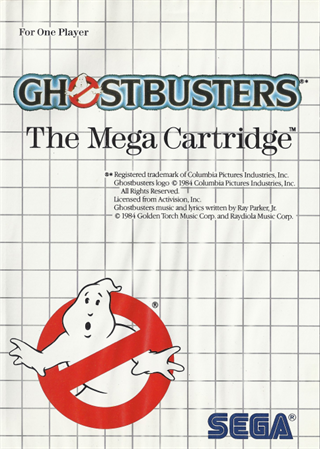 For One Player
GHOSTBUSTERS®*
The Mega Cartridge™
®* Registered trademark of Columbia Pictures Industries, Inc.
Ghostbusters logo © 1984 Columbia Pictures Industries, Inc.
All Rights Reserved.
Licensed from Activision, Inc.
Ghostbusters music and lyrics written by Ray Parker, Jr.
© 1984 Golden Torch Music Corp. and Raydiola Music Corp.
®
SEGA®